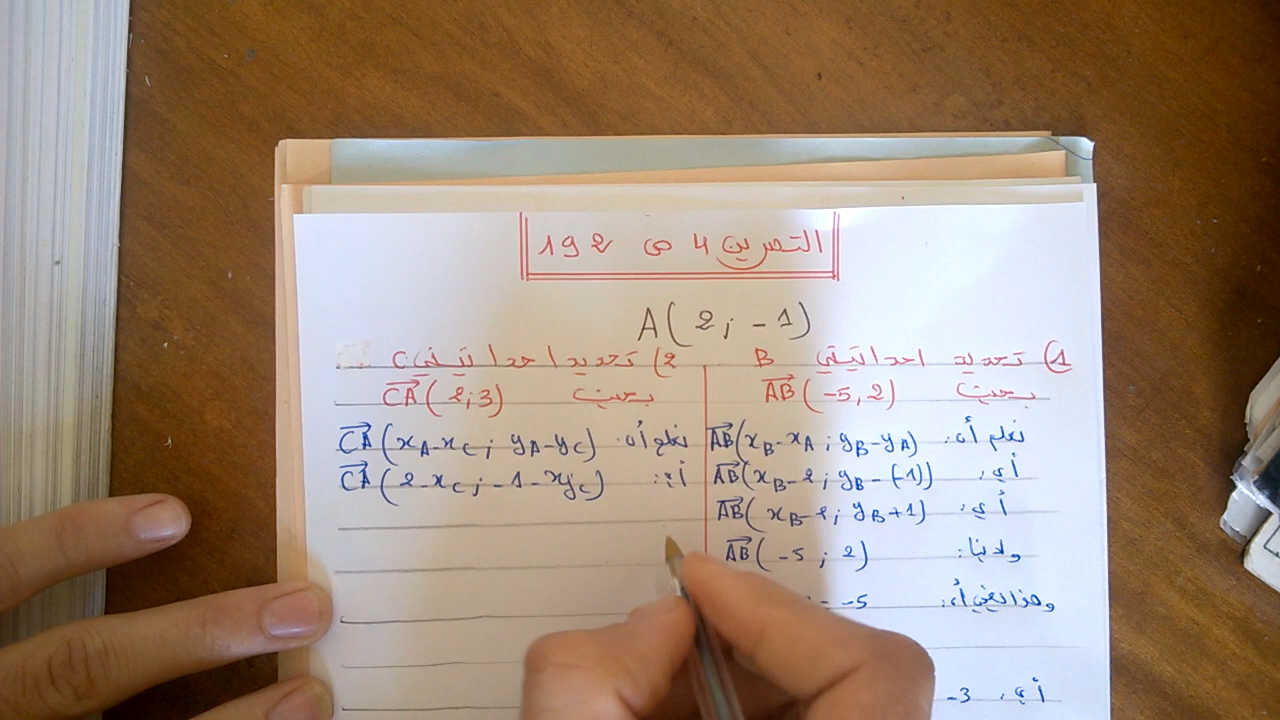 التمرين 4 ص 192
A(2; -1)
1) تحديد احداثيتي B
بحيث AB(-5, 2)
نعلم أن: AB(xB-xA; yB-yA)
أي: AB(xB-2; yB-(-1))
أي: AB(xB-2; yB+1)
ولدينا: AB(-5; 2)
وهذا يعني أن: -5
أي: -3
2) تحديد احداثيتي C
بحيث CA(2;3)
نعلم أن: CA(xA-xC; yA-yC)
أي: CA(2-xC; -1-yC)